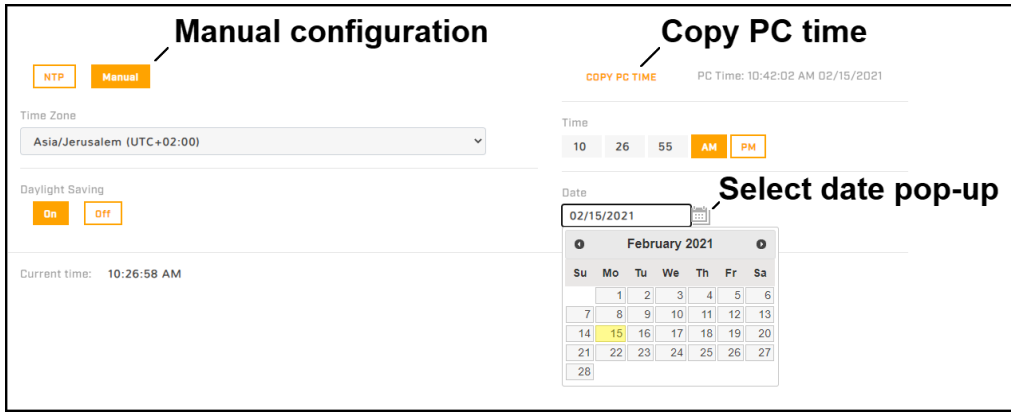 Manual configuration
Copy PC time
NTP Manual
COPY PC TIME PC Time: 10:42:02 AM 02/15/2021
Time Zone
Asia/Jerusalem (UTC+02:00)
Time
10 26 55 AM PM
Daylight Saving
On Off
Date
Select date pop-up
02/15/2021
February 2021
Su Mo Tu We Th Fr Sa
1 2 3 4 5 6
7 8 9 10 11 12 13
14 15 16 17 18 19 20
21 22 23 24 25 26 27
28
Current time: 10:26:58 AM